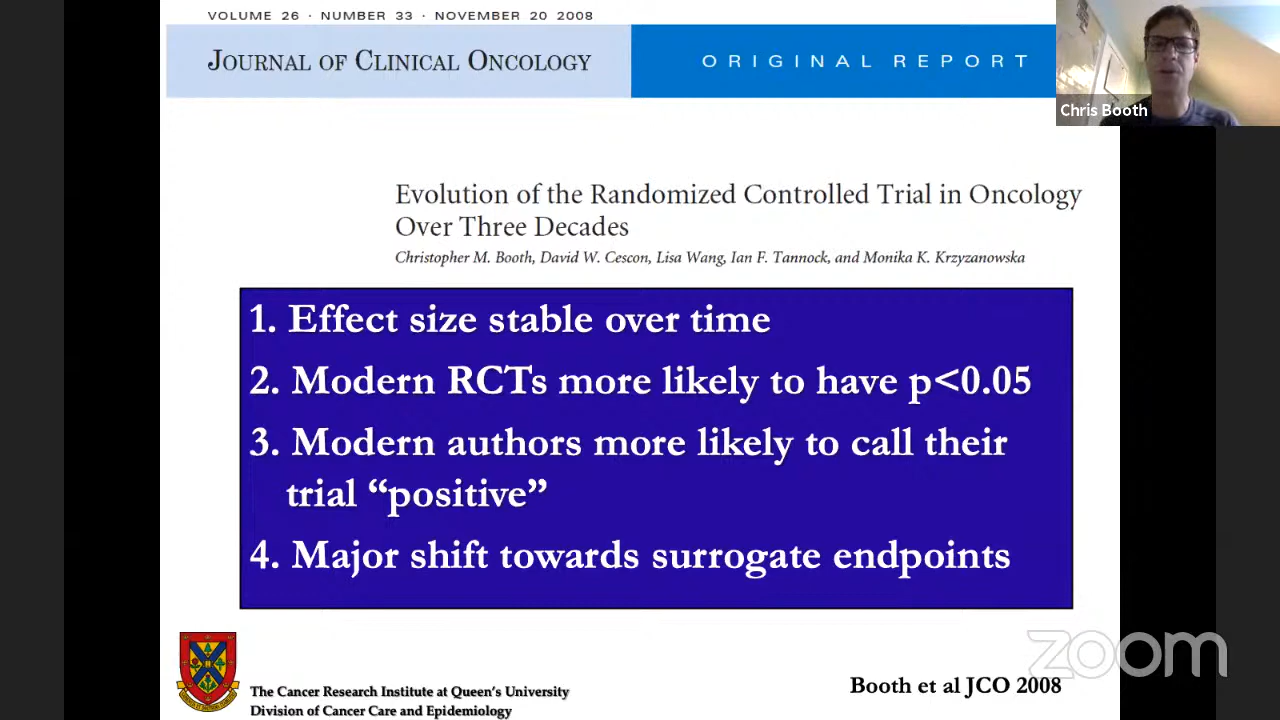 VOLUME 26 · NUMBER 33 · NOVEMBER 20 2008
JOURNAL OF CLINICAL ONCOLOGY
ORIGINAL REPORT
Chris Booth
Evolution of the Randomized Controlled Trial in Oncology
Over Three Decades
Christopher M. Booth, David W. Cescon, Lisa Wang, Ian F. Tannock, and Monika K. Krzyzanowska
1. Effect size stable over time
2. Modern RCTs more likely to have p<0.05
3. Modern authors more likely to call their
trial “positive”
4. Major shift towards surrogate endpoints
zoom
The Cancer Research Institute at Queen’s University
Division of Cancer Care and Epidemiology
Booth et al JCO 2008